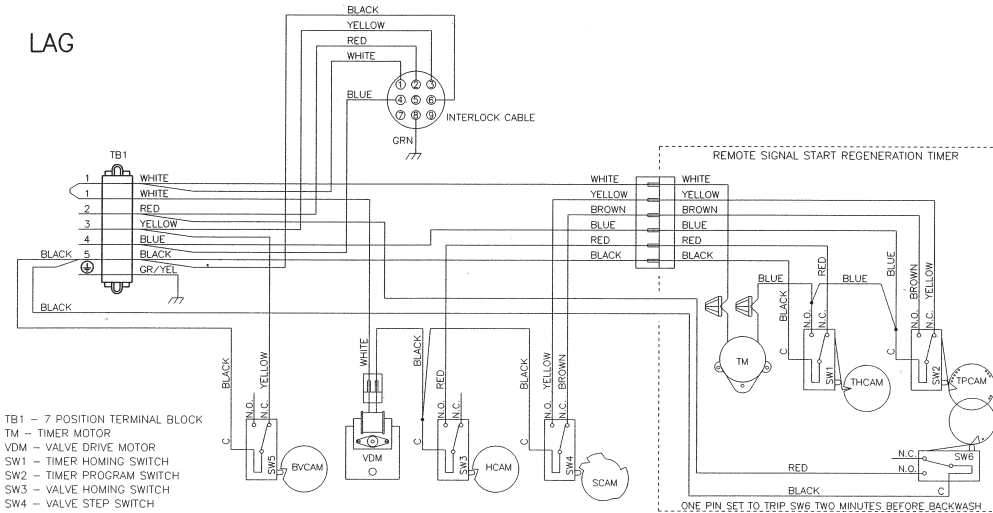 LAG
BLACK
YELLOW
RED
WHITE
BLUE
1 2 3
4 5 6
7 8 9
INTERLOCK CABLE
GRN
TB1
1 WHITE
1 WHITE
2 RED
3 YELLOW
4 BLUE
BLACK 5 BLACK
GR/YEL
BLACK
REMOTE SIGNAL START REGENERATION TIMER
WHITE WHITE
YELLOW YELLOW
BROWN BROWN
BLUE BLUE
RED RED
BLACK BLACK
BLUE
RED
BLUE
BLUE
BROWN
YELLOW
BLACK
N.O.
N.C.
N.O.
N.C.
C
SW1
C
SW2
TM
THCAM
TPCAM
BLACK
YELLOW
WHITE
BLACK
RED
BLACK
YELLOW
BROWN
N.O.
N.C.
N.O.
N.C.
N.O.
N.C.
C
SW5
BVCAM
VDM
C
SW3
HCAM
C
SW4
SCAM
N.C.
SW6
N.O.
RED
BLACK
C
ONE PIN SET TO TRIP SW6 TWO MINUTES BEFORE BACKWASH
TB1 – 7 POSITION TERMINAL BLOCK
TM – TIMER MOTOR
VDM – VALVE DRIVE MOTOR
SW1 – TIMER HOMING SWITCH
SW2 – TIMER PROGRAM SWITCH
SW3 – VALVE HOMING SWITCH
SW4 – VALVE STEP SWITCH